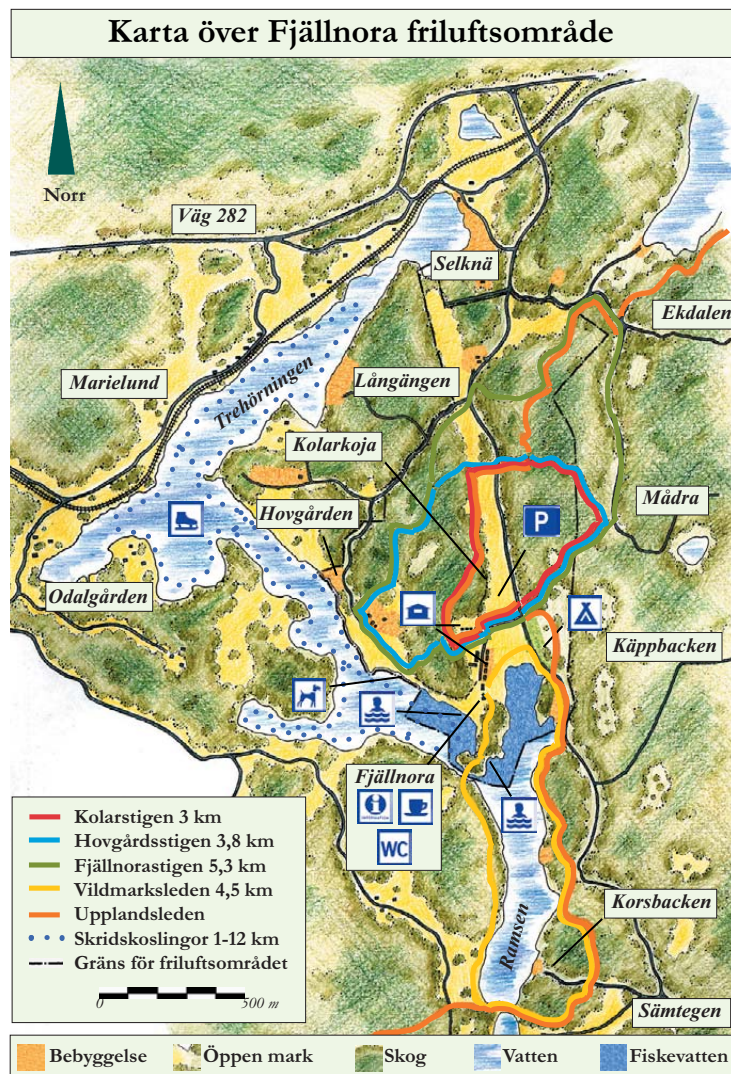 Karta över Fjällnora friluftsområde
Norr
Väg 282
Selknä
Ekdalen
Marielund
Trehörningen
Långängen
Kolarkoja
P
Mådra
Hovgården
Odalgården
Käppbacken
Fjällnora
INFORMATION
WC
Kolarstigen 3 km
Hovgårdsstigen 3,8 km
Fjällnorastigen 5,3 km
Vildmarksleden 4,5 km
Upplandsleden
Skridskoslingor 1-12 km
Gräns för friluftsområdet
0 500 m
Ramsen
Korsbacken
Sämtegen
Bebyggelse Öppen mark Skog Vatten Fiskevatten